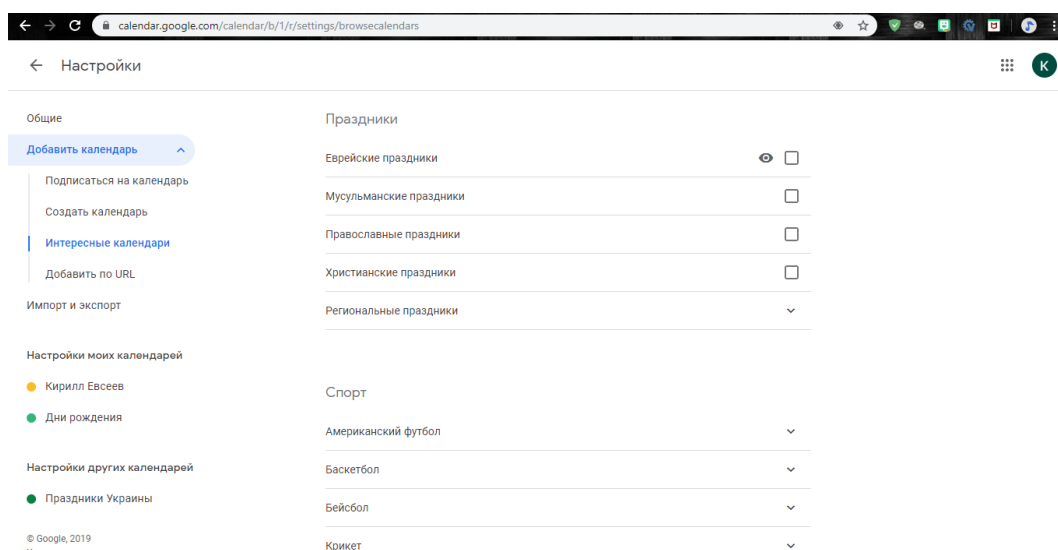 calendar.google.com/calendar/b/1/r/settings/browsecalendars
Настройки
K
Общие
Добавить календарь
Подписаться на календарь
Создать календарь
Интересные календари
Добавить по URL
Импорт и экспорт
Настройки моих календарей
Кирилл Евсеев
Дни рождения
Настройки других календарей
Праздники Украины
© Google, 2019
Праздники
Еврейские праздники
Мусульманские праздники
Православные праздники
Христианские праздники
Региональные праздники
Спорт
Американский футбол
Баскетбол
Бейсбол
Крикет